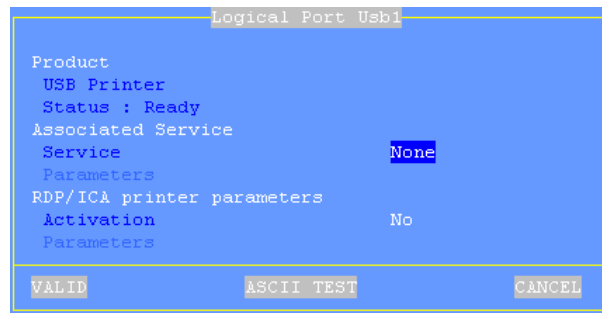 Logical Port Usb1
Product
USB Printer
Status : Ready
Associated Service
Service None
Parameters
RDP/ICA printer parameters
Activation No
Parameters
VALID ASCII TEST CANCEL